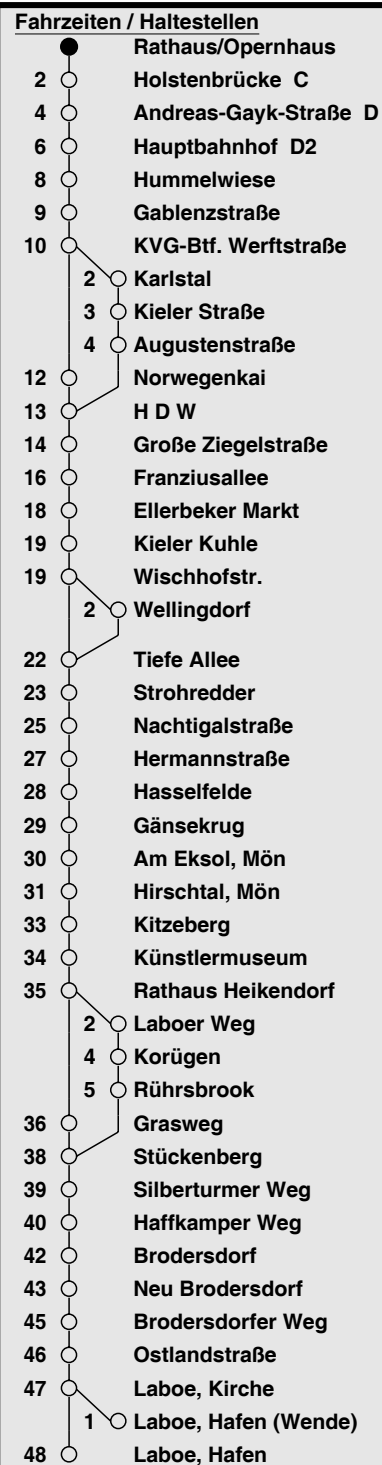 Fahrzeiten / Haltestellen
Rathaus/Opernhaus
2 Holstenbrücke C
4 Andreas-Gayk-Straße D
6 Hauptbahnhof D2
8 Hummelwiese
9 Gablenzstraße
10 KVG-Btf. Werftstraße
2 Karlstal
3 Kieler Straße
4 Augustenstraße
12 Norwegenkai
13 H D W
14 Große Ziegelstraße
16 Franziusallee
18 Ellerbeker Markt
19 Kieler Kuhle
19 Wischhofstr.
2 Wellingdorf
22 Tiefe Allee
23 Strohredder
25 Nachtigalstraße
27 Hermannstraße
28 Hasselfelde
29 Gänsekrug
30 Am Eksol, Mön
31 Hirschtal, Mön
33 Kitzeberg
34 Künstlermuseum
35 Rathaus Heikendorf
2 Laboer Weg
4 Korügen
5 Rührsbrook
36 Grasweg
38 Stückenberg
39 Silberturmer Weg
40 Haffkamper Weg
42 Brodersdorf
43 Neu Brodersdorf
45 Brodersdorfer Weg
46 Ostlandstraße
47 Laboe, Kirche
1 Laboe, Hafen (Wende)
48 Laboe, Hafen